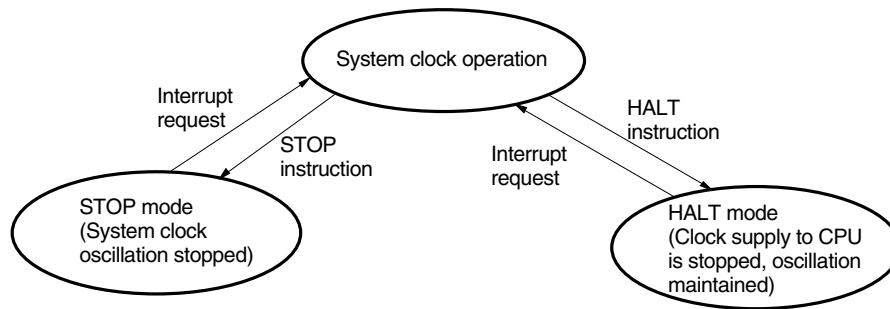 System clock operation
Interrupt
request
STOP
instruction
HALT
instruction
Interrupt
request
STOP mode
(System clock
oscillation stopped)
HALT mode
(Clock supply to CPU
is stopped, oscillation
maintained)